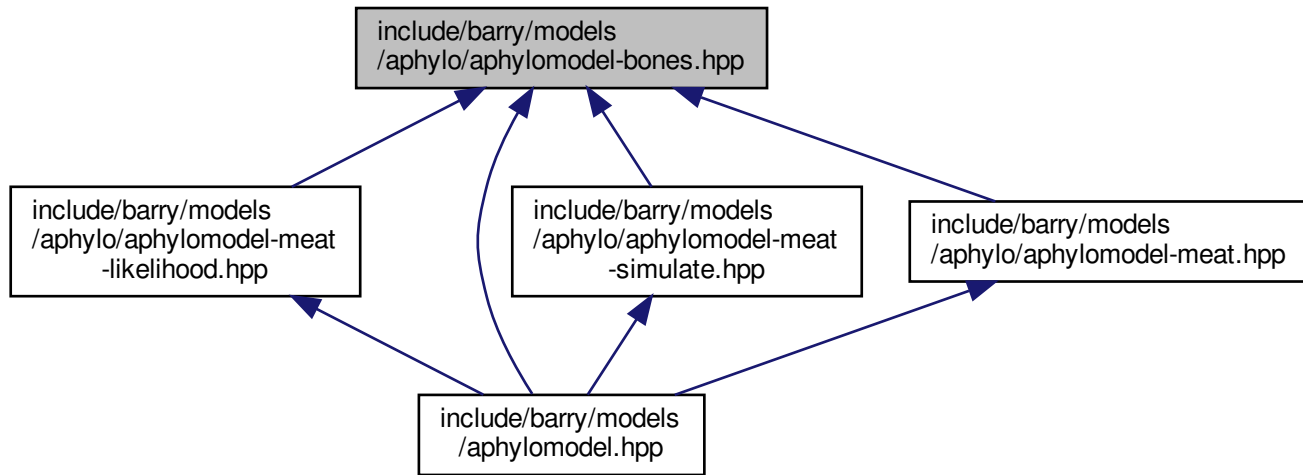 include/barry/models
/aphylo/aphylomodel-bones.hpp
include/barry/models
/aphylo/aphylomodel-meat
-likelihood.hpp
include/barry/models
/aphylo/aphylomodel-meat
-simulate.hpp
include/barry/models
/aphylo/aphylomodel-meat.hpp
include/barry/models
/aphylomodel.hpp